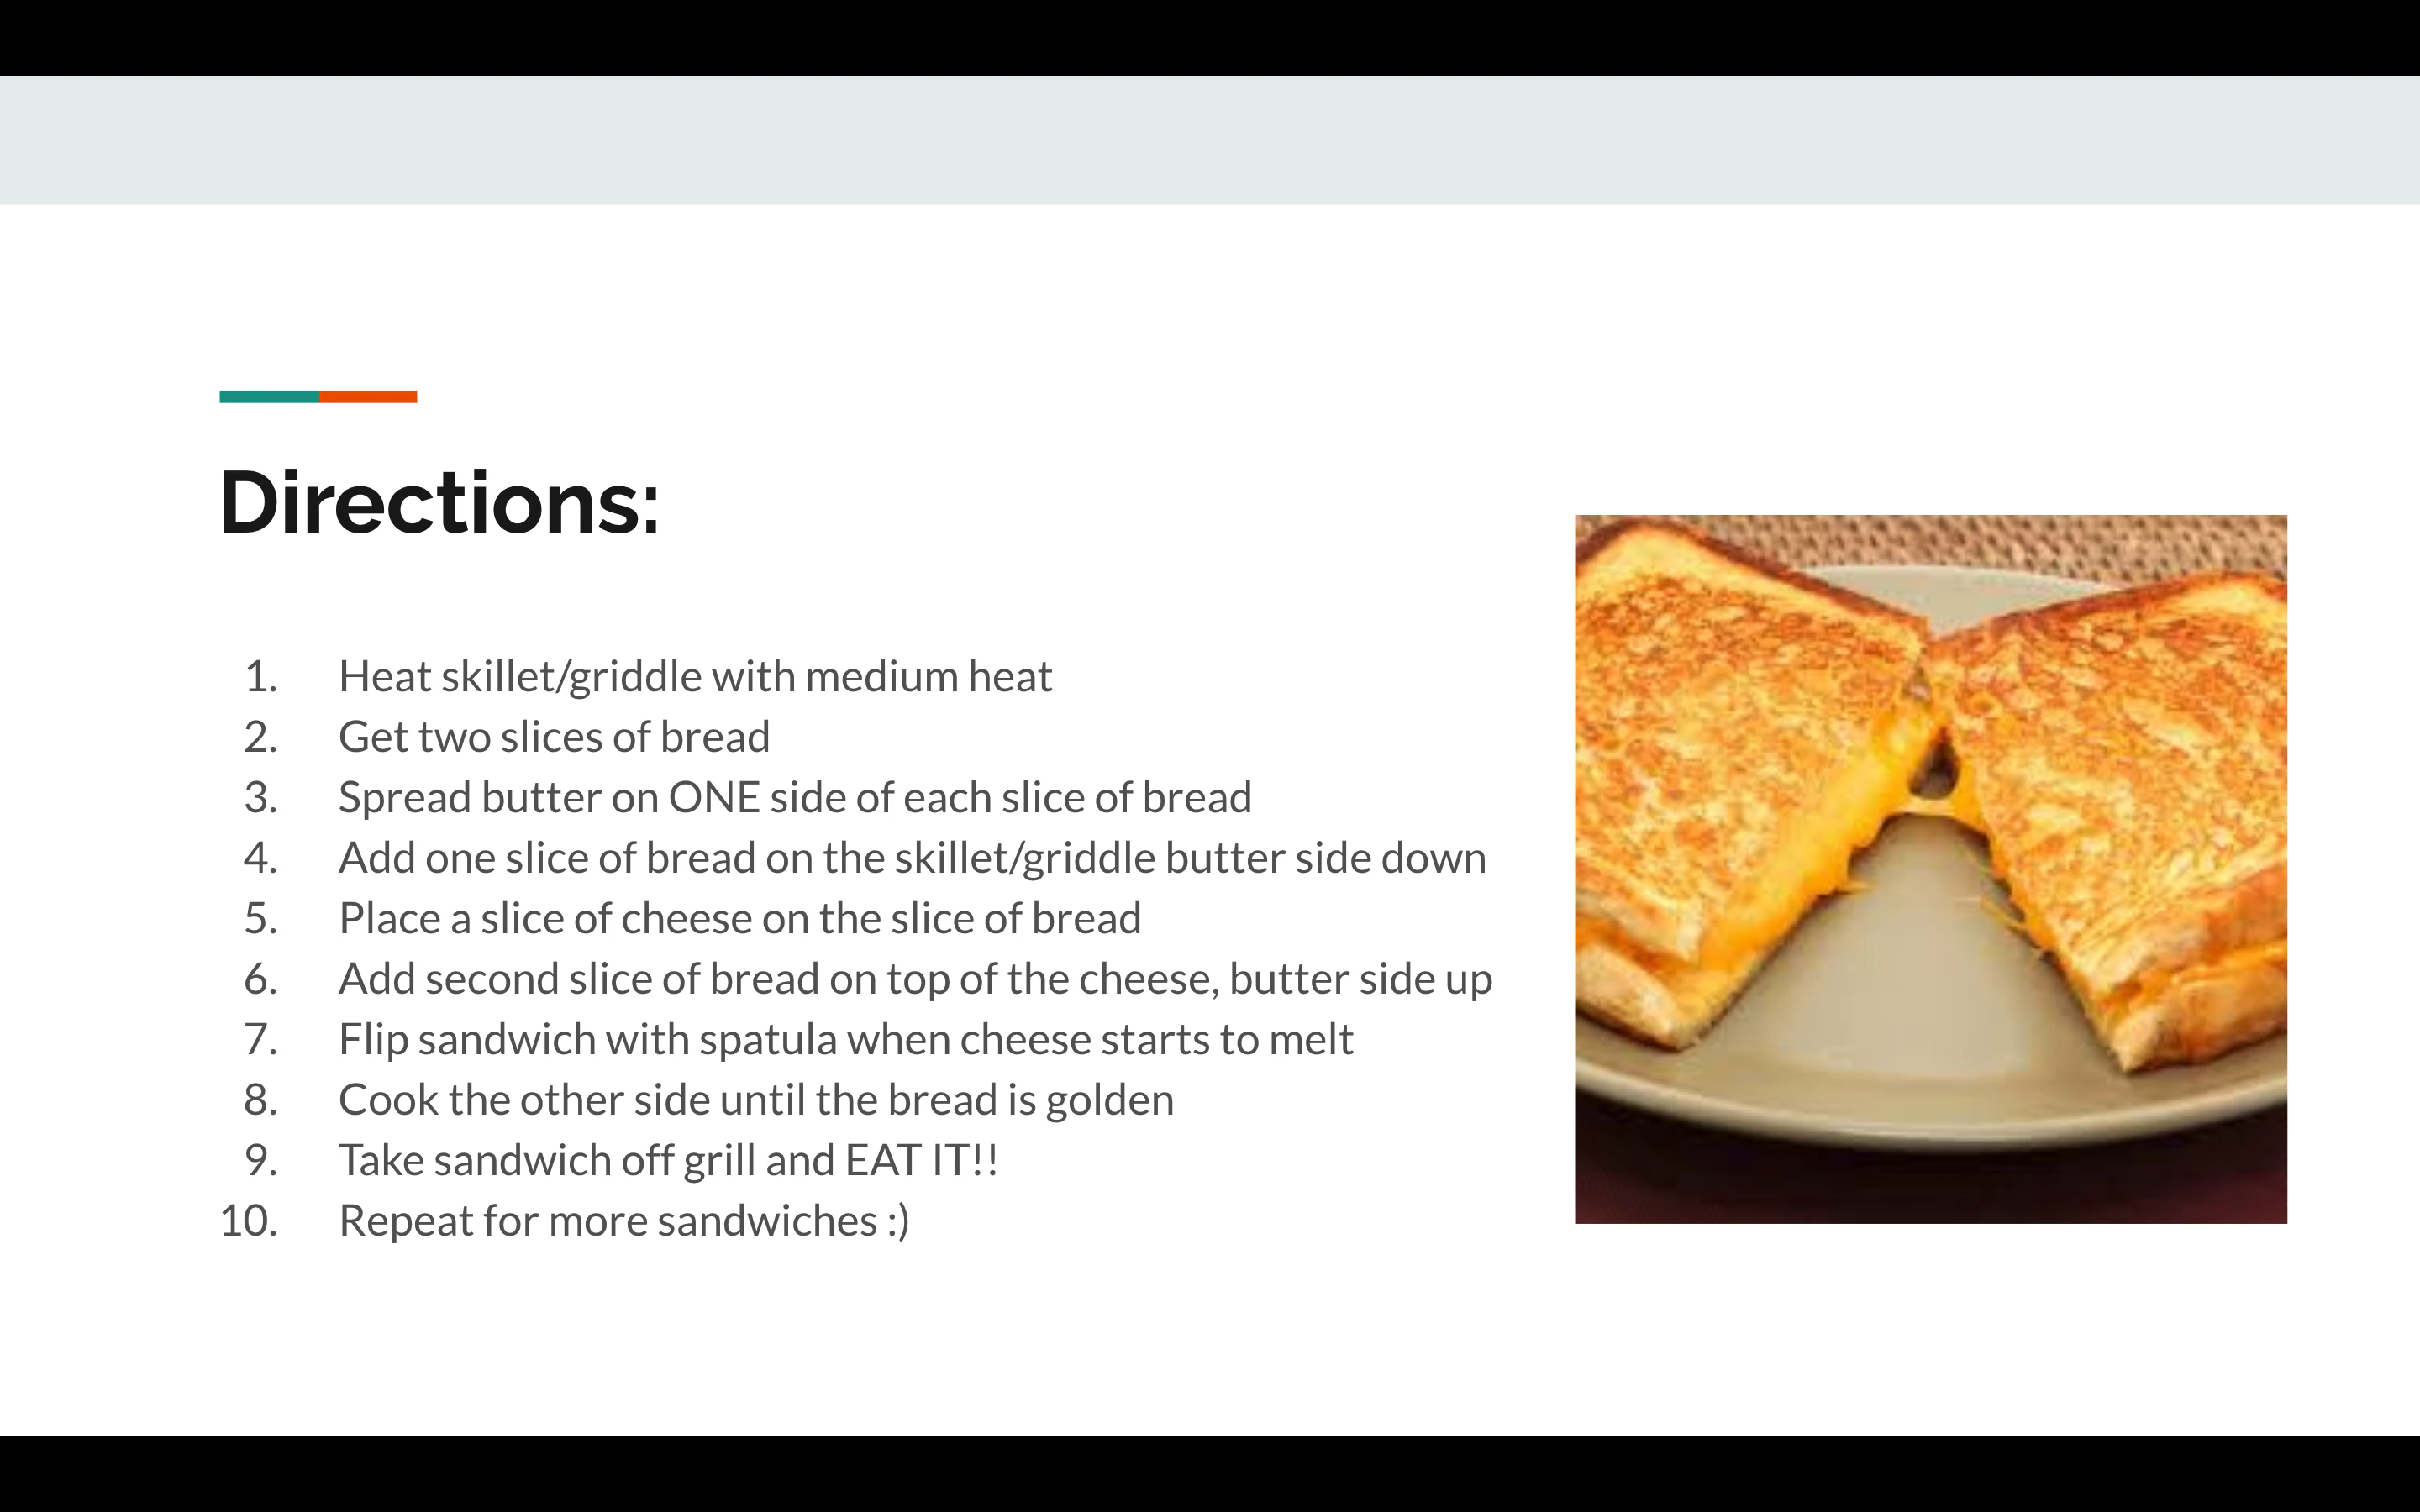 Directions:
1. Heat skillet/griddle with medium heat
2. Get two slices of bread
3. Spread butter on ONE side of each slice of bread
4. Add one slice of bread on the skillet/griddle butter side down
5. Place a slice of cheese on the slice of bread
6. Add second slice of bread on top of the cheese, butter side up
7. Flip sandwich with spatula when cheese starts to melt
8. Cook the other side until the bread is golden
9. Take sandwich off grill and EAT IT!!
10. Repeat for more sandwiches :)